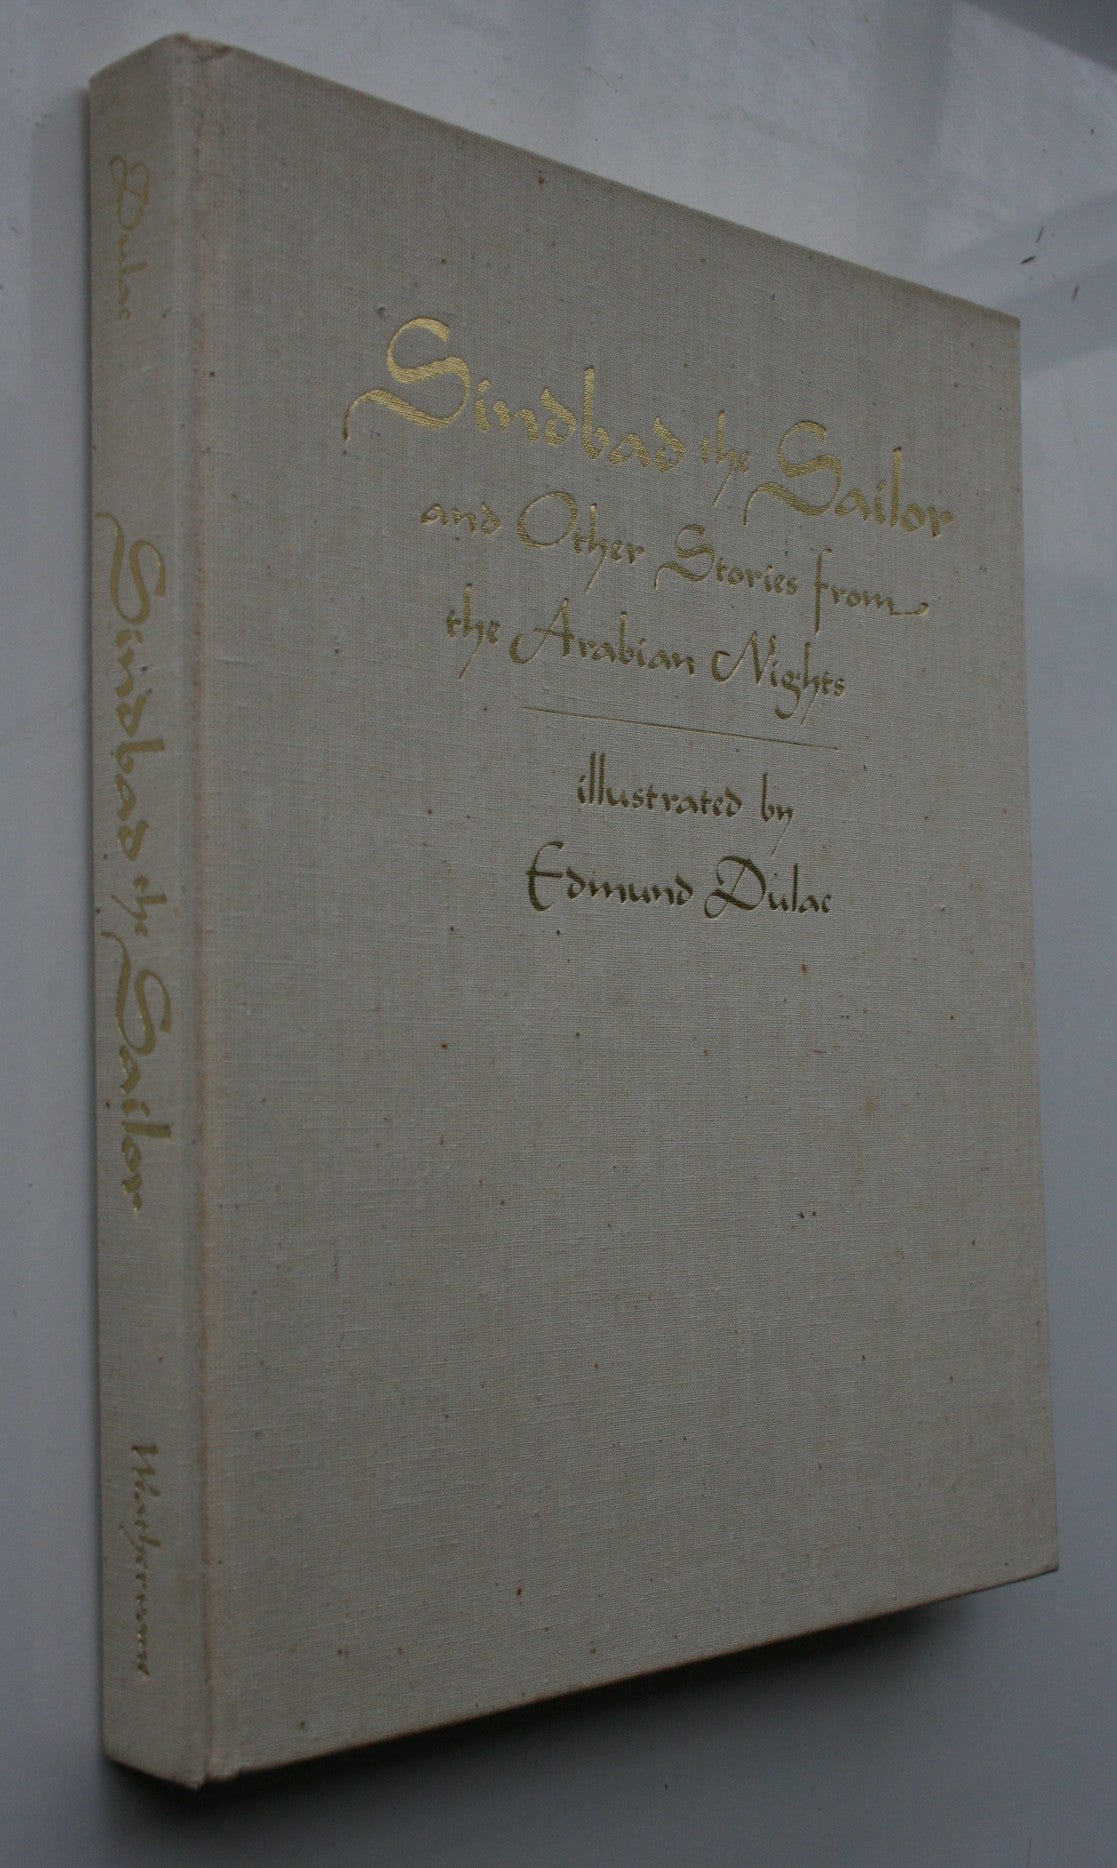 Sindbad the Sailor
and Other Stories from
the Arabian Nights
illustrated by
Edmund Dulac
Dulac
Sindbad the Sailor
Weathervane